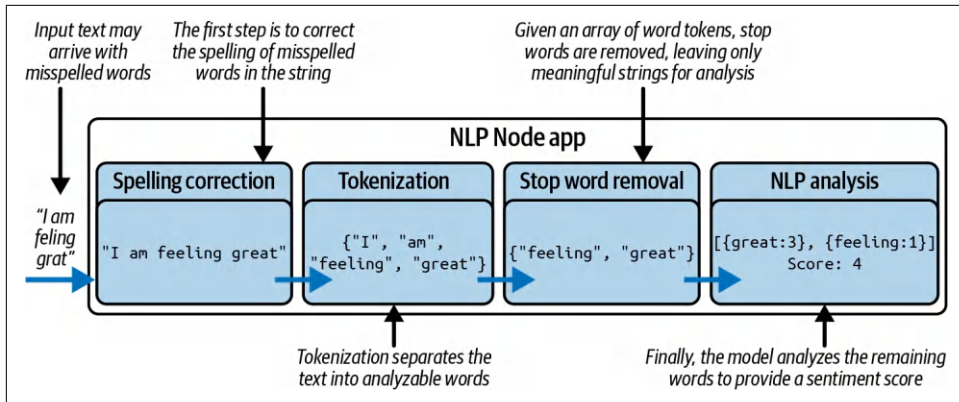 Input text may
arrive with
misspelled words
The first step is to correct
the spelling of misspelled
words in the string
Given an array of word tokens, stop
words are removed, leaving only
meaningful strings for analysis
NLP Node app
"I am
feling
grat"
Spelling correction
"I am feeling great"
Tokenization
{"I", "am",
"feeling", "great"}
Stop word removal
{"feeling", "great"}
NLP analysis
[{great:3}, {feeling:1}]
Score: 4
Tokenization separates the
text into analyzable words
Finally, the model analyzes the remaining
words to provide a sentiment score